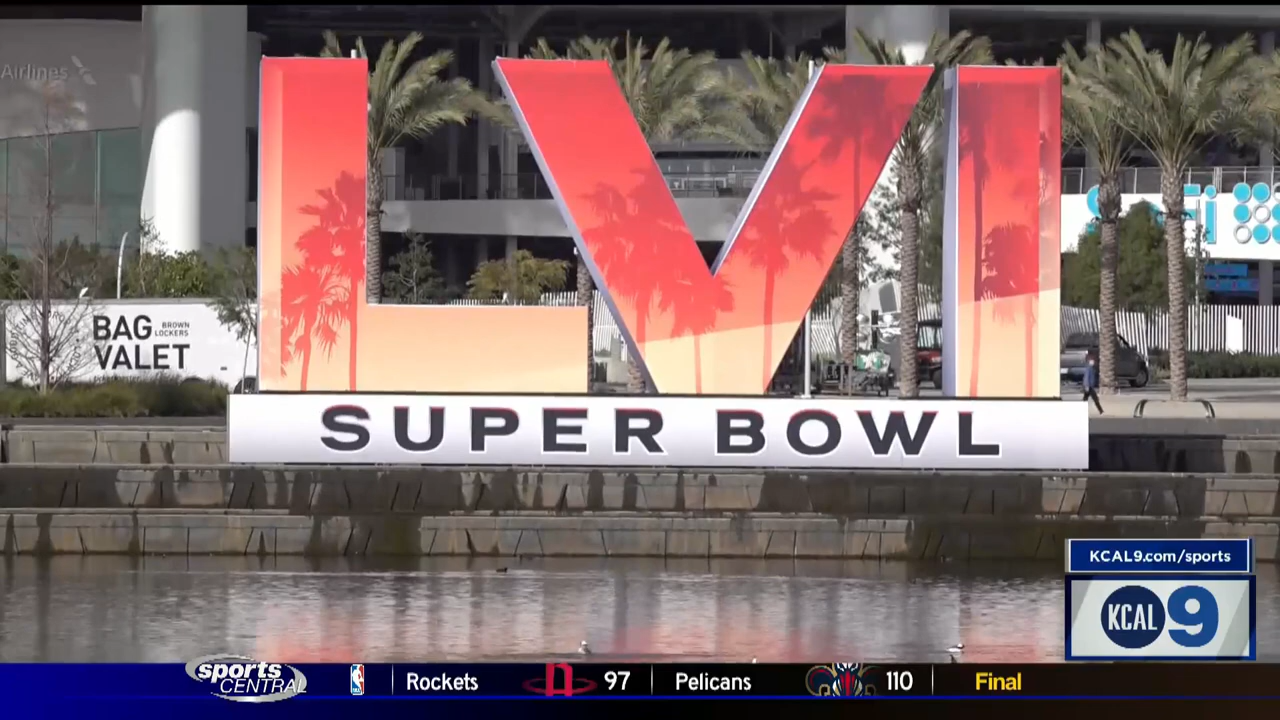 Airlines
LVI
SUPER BOWL
BAG BROWN LOCKERS
VALET
SoFi
KCAL9.com/sports
KCAL 9
sports CENTRAL Rockets 97 Pelicans 110 Final